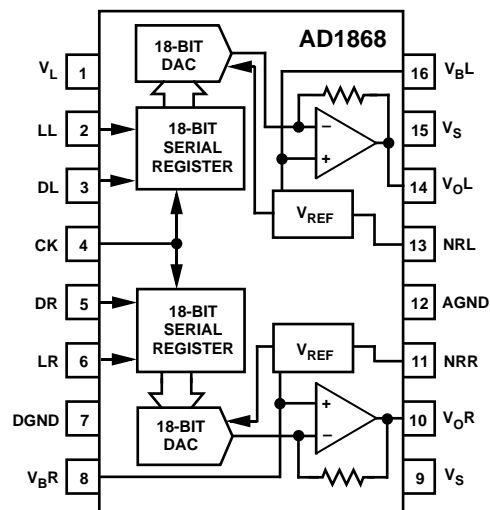 AD1868
18-BIT
DAC
V_L 1
16 V_BL
LL 2
18-BIT
SERIAL
REGISTER
−
+
15 V_S
DL 3
V_REF
14 V_OL
CK 4
13 NRL
DR 5
18-BIT
SERIAL
REGISTER
12 AGND
LR 6
V_REF
11 NRR
DGND 7
18-BIT
DAC
+
−
10 V_OR
V_BR 8
9 V_S